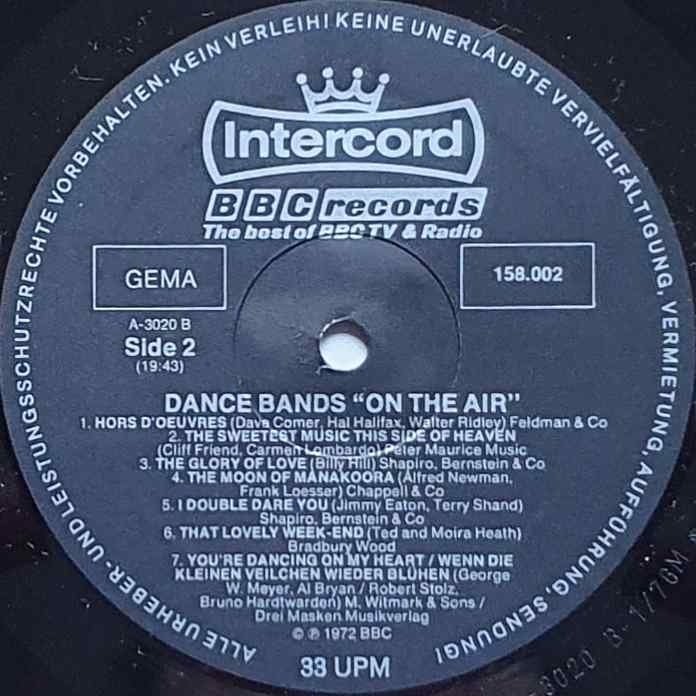 ALLE URHEBER- UND LEISTUNGSSCHUTZRECHTE VORBEHALTEN. KEIN VERLEIH! KEINE UNERLAUBTE VERVIELFÄLTIGUNG, VERMIETUNG, AUFFÜHRUNG, SENDUNG!
Intercord
BBC records
The best of BBC TV & Radio
GEMA
158.002
A-3020 B
Side 2
(19:43)
DANCE BANDS “ON THE AIR”
1. HORS D'OEUVRES (Dave Comer, Hal Halifax, Walter Ridley) Feldman & Co
2. THE SWEETEST MUSIC THIS SIDE OF HEAVEN
(Cliff Friend, Carmen Lombardo) Peter Maurice Music
3. THE GLORY OF LOVE (Billy Hill) Shapiro, Bernstein & Co
4. THE MOON OF MANAKOORA (Alfred Newman,
Frank Loesser) Chappell & Co
5. I DOUBLE DARE YOU (Jimmy Eaton, Terry Shand)
Shapiro, Bernstein & Co
6. THAT LOVELY WEEK-END (Ted and Moira Heath)
Bradbury Wood
7. YOU'RE DANCING ON MY HEART / WENN DIE
KLEINEN VEILCHEN WIEDER BLÜHEN (George
W. Meyer, Al Bryan / Robert Stolz,
Bruno Hardtwarden) M. Witmark & Sons /
Drei Masken Musikverlag
© ℗ 1972 BBC
33 UPM
3020 B-1/76M